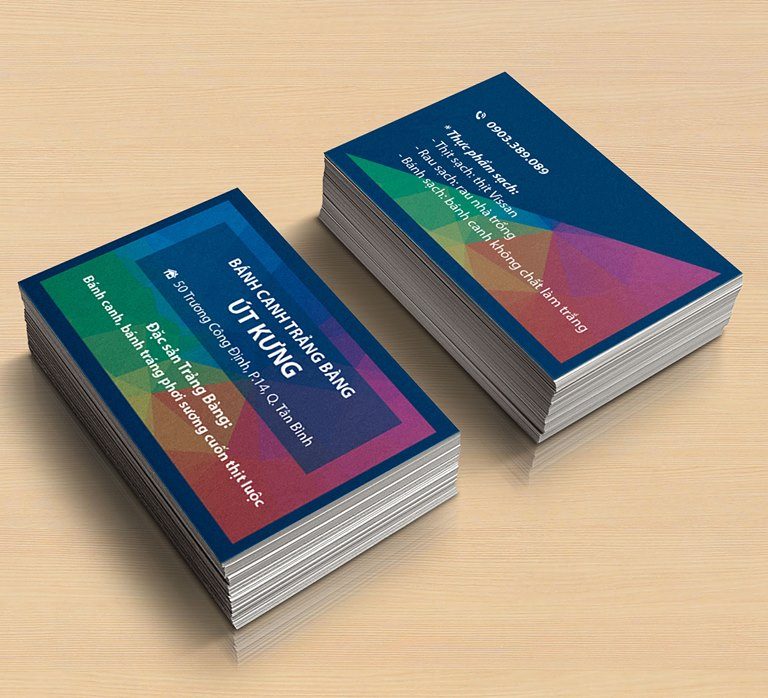 BÁNH CANH TRẢNG BÀNG
ÚT KƯNG
50 Trương Công Định, P.14, Q. Tân Bình
Đặc sản Trảng Bàng:
Bánh canh, bánh tráng phơi sương cuốn thịt luộc
0903.389.089
* Thực phẩm sạch:
- Thịt sạch: thịt Vissan
- Rau sạch: rau nhà trồng
- Bánh sạch: bánh canh không chất làm trắng